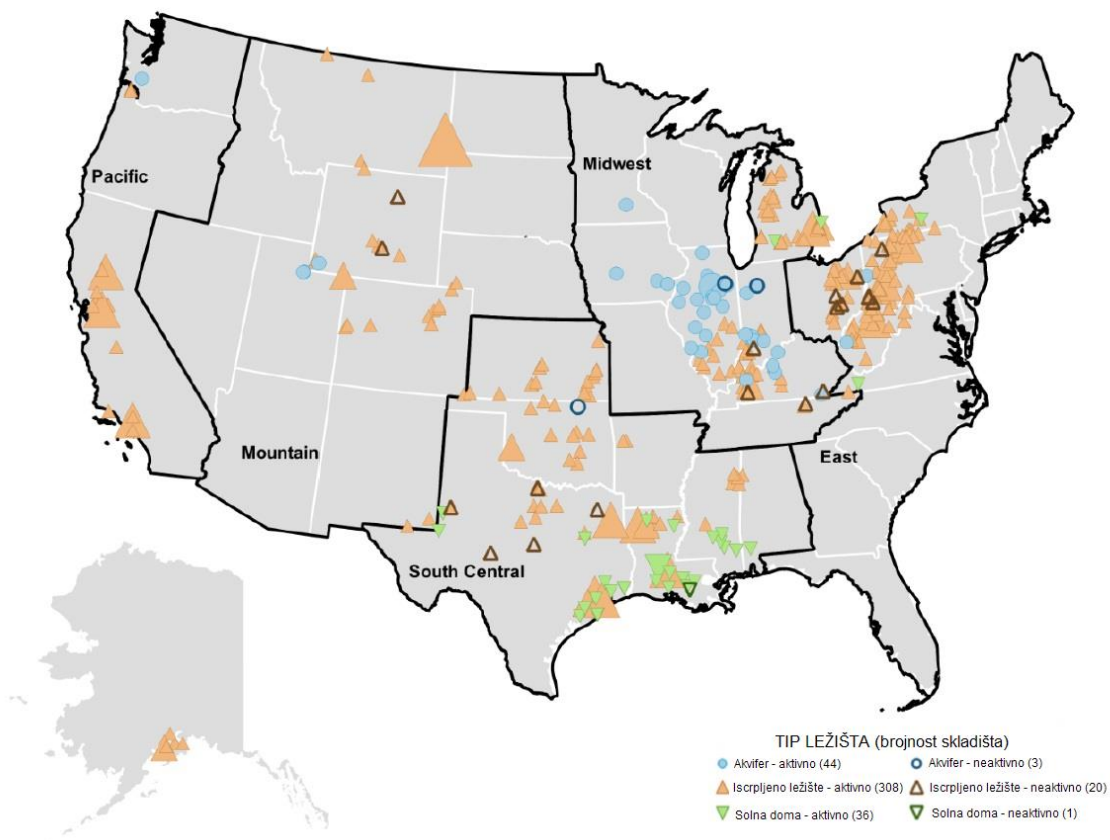 Pacific
Midwest
Mountain
East
South Central
TIP LEŽIŠTA (brojnost skladišta)
Akvifer - aktivno (44)
Akvifer - neaktivno (3)
Iscrpljeno ležište - aktivno (308)
Iscrpljeno ležište - neaktivno (20)
Solna doma - aktivno (36)
Solna doma - neaktivno (1)